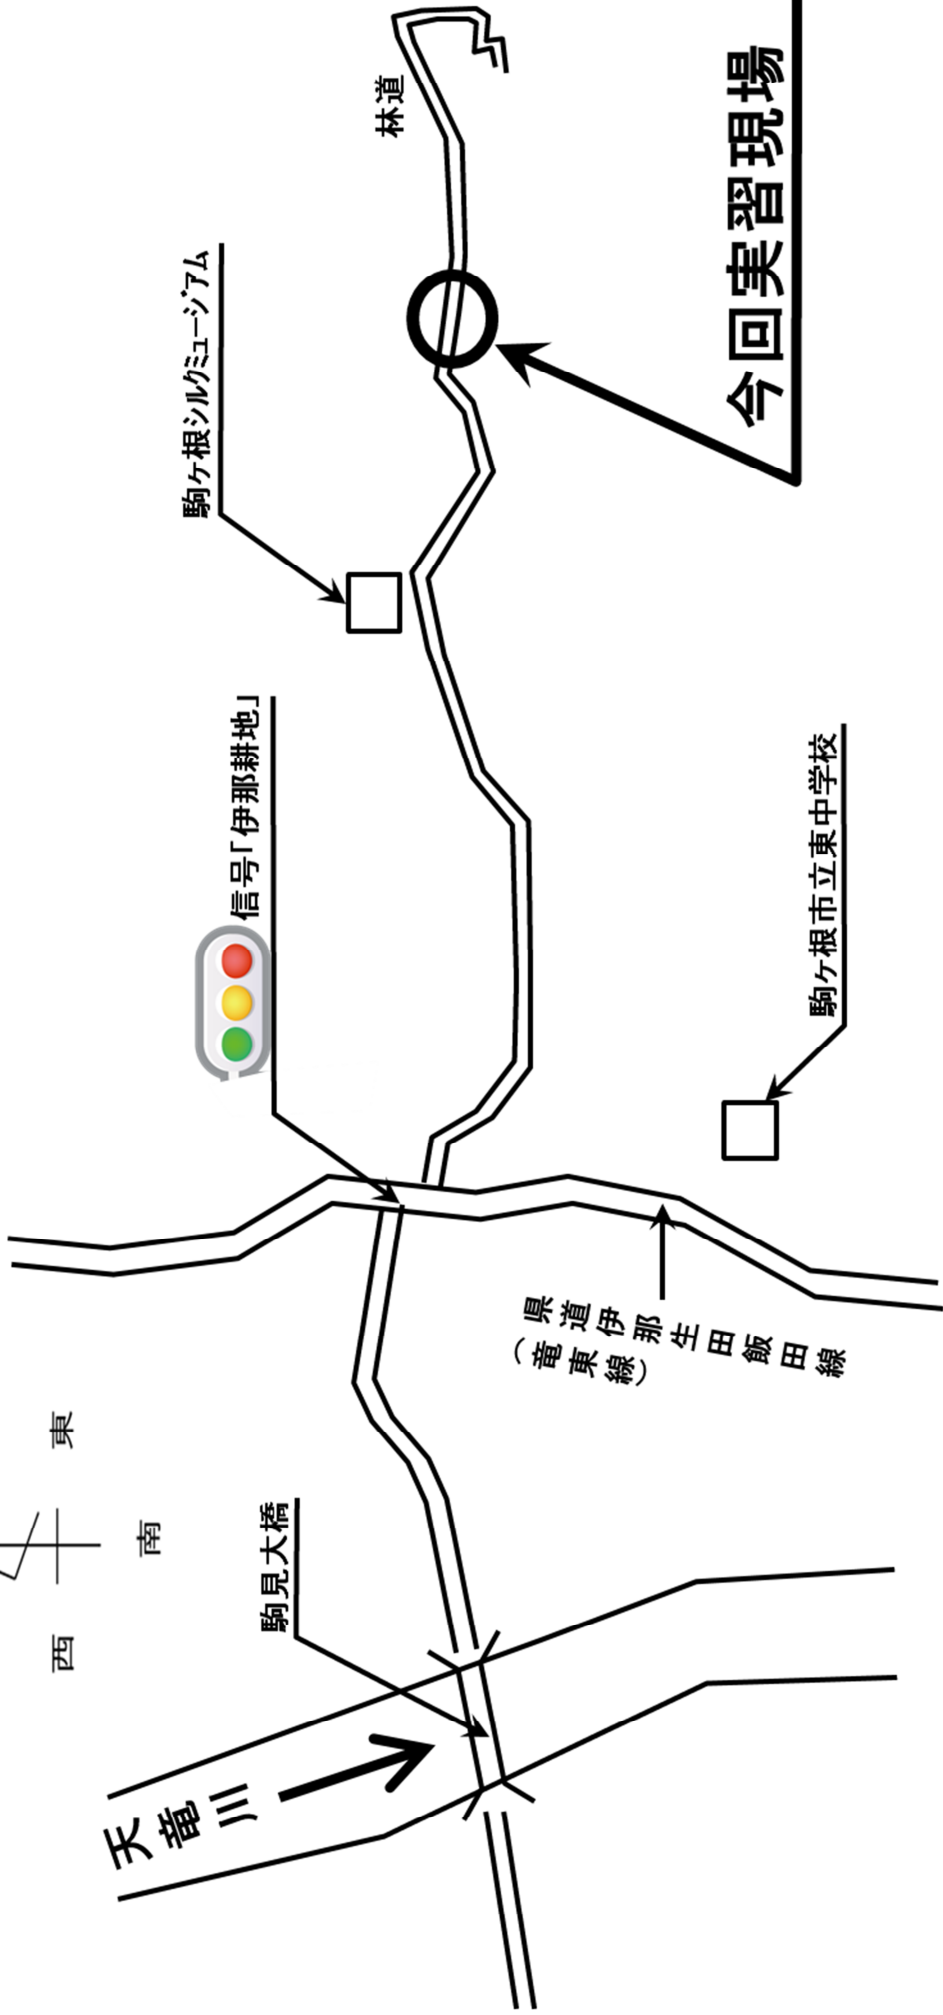 林道
今回実習現場
駒ヶ根シルクミュージアム
信号「伊那耕地」
駒ヶ根市立東中学校
県道伊那生田飯田線
（竜東線）
東
西
南
駒見大橋
天竜川